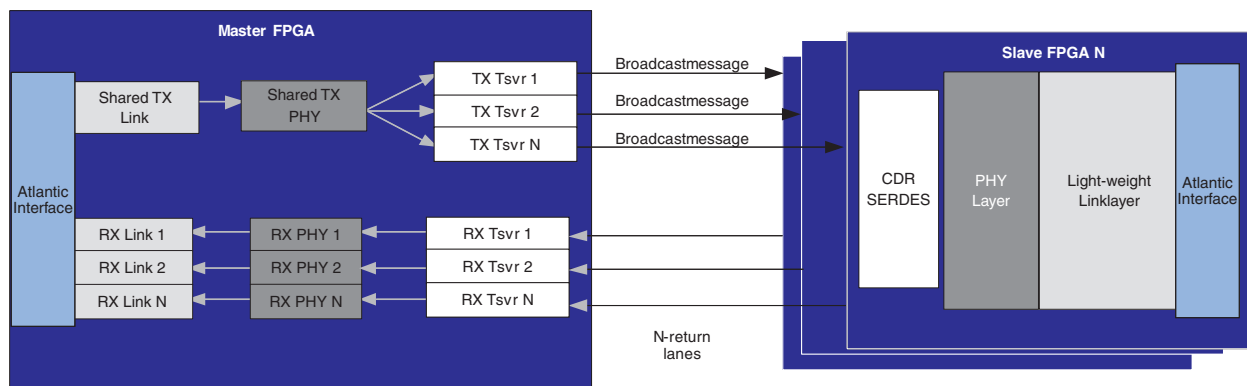 Master FPGA
Slave FPGA N
Shared TX
Link
Shared TX
PHY
TX Tsvr 1
TX Tsvr 2
TX Tsvr N
Broadcastmessage
Broadcastmessage
Broadcastmessage
Atlantic
Interface
RX Link 1
RX Link 2
RX Link N
RX PHY 1
RX PHY 2
RX PHY N
RX Tsvr 1
RX Tsvr 2
RX Tsvr N
N-return
lanes
CDR
SERDES
PHY
Layer
Light-weight
Linklayer
Atlantic
Interface